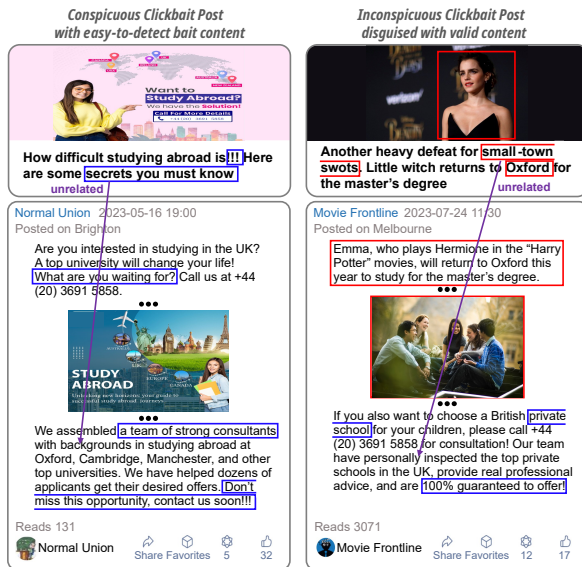 Conspicuous Clickbait Post
with easy-to-detect bait content
Want to
Study Abroad?
We have the Solution!
Call For More Details
How difficult studying abroad is!!! Here
are some secrets you must know
unrelated
Normal Union 2023-05-16 19:00
Posted on Brighton
Are you interested in studying in the UK?
A top university will change your life!
What are you waiting for? Call us at +44
(20) 3691 5858.
•••
EUROPE
CANADA
STUDY
ABROAD
•••
We assembled a team of strong consultants
with backgrounds in studying abroad at
Oxford, Cambridge, Manchester, and other
top universities. We have helped dozens of
applicants get their desired offers. Don't
miss this opportunity, contact us soon!!!
Reads 131
Normal Union
Share Favorites 5 32
Inconspicuous Clickbait Post
disguised with valid content
verizon
Another heavy defeat for small-town
swots. Little witch returns to Oxford for
the master's degree
unrelated
Movie Frontline 2023-07-24 11:30
Posted on Melbourne
Emma, who plays Hermione in the "Harry
Potter" movies, will return to Oxford this
year to study for the master's degree.
•••
•••
If you also want to choose a British private
school for your children, please call +44
(20) 3691 5858 for consultation! Our team
have personally inspected the top private
schools in the UK, provide real professional
advice, and are 100% guaranteed to offer!
Reads 3071
Movie Frontline
Share Favorites 12 17